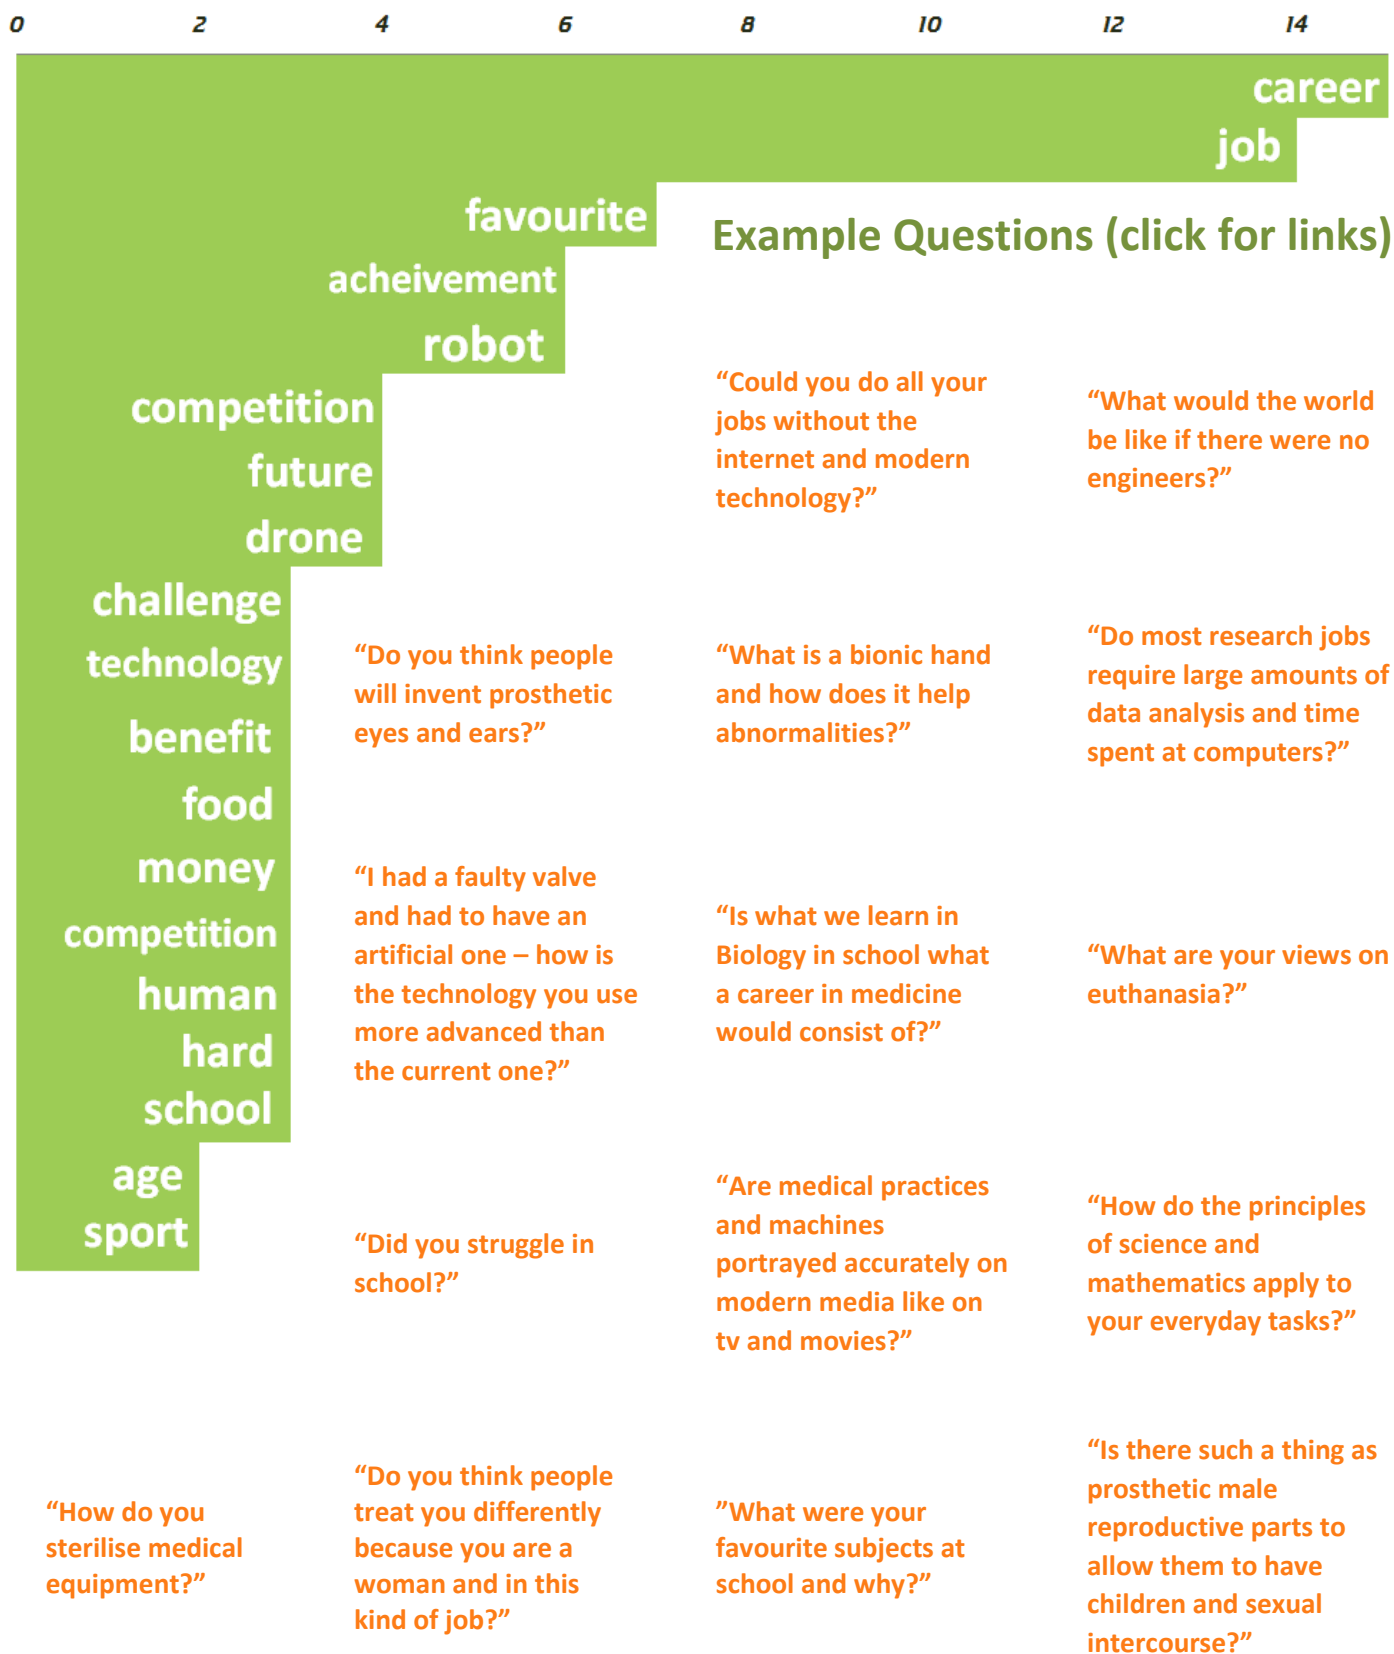 0 2 4 6 8 10 12 14
career
job
favourite
Example Questions (click for links)
acheivement
robot
competition
future
drone
challenge
technology
benefit
food
money
competition
human
hard
school
age
sport
“Could you do all your
jobs without the
internet and modern
technology?”
“What would the world
be like if there were no
engineers?”
“Do you think people
will invent prosthetic
eyes and ears?”
“What is a bionic hand
and how does it help
abnormalities?”
“Do most research jobs
require large amounts of
data analysis and time
spent at computers?”
“I had a faulty valve
and had to have an
artificial one – how is
the technology you use
more advanced than
the current one?”
“Is what we learn in
Biology in school what
a career in medicine
would consist of?”
“What are your views on
euthanasia?”
“Did you struggle in
school?”
“Are medical practices
and machines
portrayed accurately on
modern media like on
tv and movies?”
“How do the principles
of science and
mathematics apply to
your everyday tasks?”
“How do you
sterilise medical
equipment?”
“Do you think people
treat you differently
because you are a
woman and in this
kind of job?”
”What were your
favourite subjects at
school and why?”
“Is there such a thing as
prosthetic male
reproductive parts to
allow them to have
children and sexual
intercourse?”